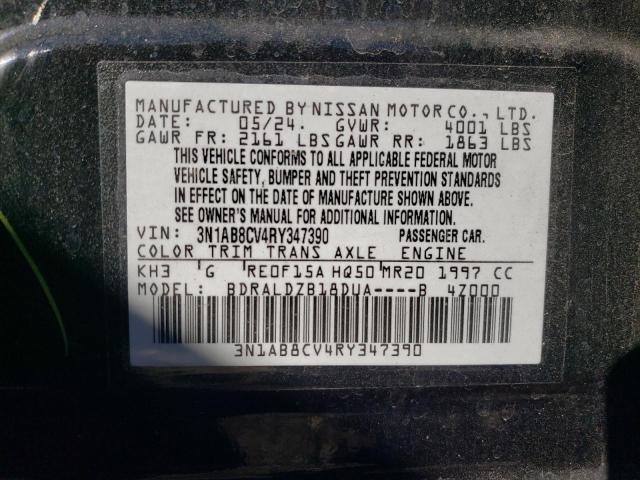 MANUFACTURED BY NISSAN MOTOR CO., LTD.
DATE: 05/24. GVWR: 4001 LBS
GAWR FR: 2161 LBS GAWR RR: 1863 LBS
THIS VEHICLE CONFORMS TO ALL APPLICABLE FEDERAL MOTOR
VEHICLE SAFETY, BUMPER AND THEFT PREVENTION STANDARDS
IN EFFECT ON THE DATE OF MANUFACTURE SHOWN ABOVE.
SEE OWNER'S MANUAL FOR ADDITIONAL INFORMATION.
VIN: 3N1AB8CV4RY347390 PASSENGER CAR.
COLOR TRIM TRANS AXLE ENGINE
KH3 G RE0F15A HQ50 MR20 1997 CC
MODEL: BDRALDZB18DUA----B 4Z000
3N1AB8CV4RY347390